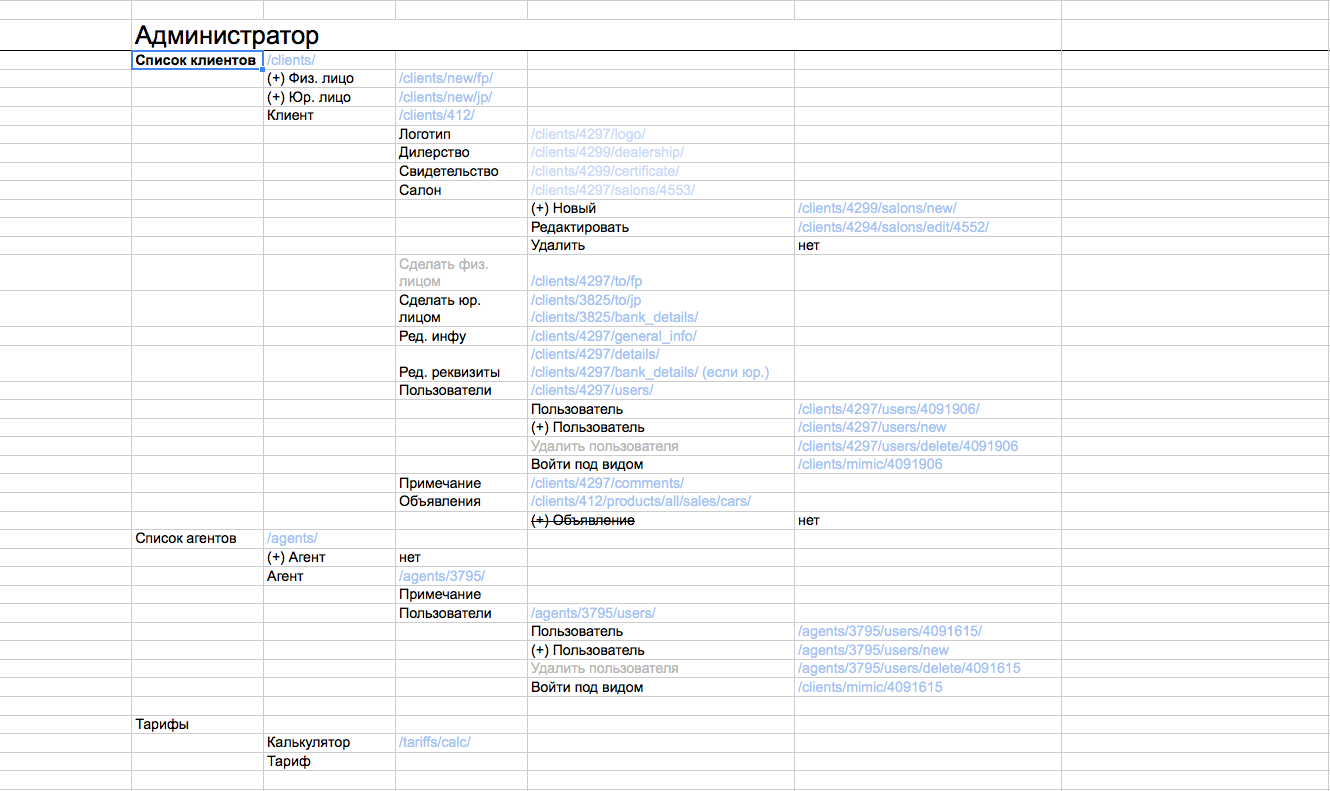 Администратор
Список клиентов /clients/
(+) Физ. лицо /clients/new/fp/
(+) Юр. лицо /clients/new/jp/
Клиент /clients/412/
Логотип /clients/4297/logo/
Дилерство /clients/4299/dealership/
Свидетельство /clients/4299/certificate/
Салон /clients/4297/salons/4553/
(+) Новый /clients/4299/salons/new/
Редактировать /clients/4294/salons/edit/4552/
Удалить нет
Сделать физ.
лицом /clients/4297/to/fp
Сделать юр. /clients/3825/to/jp
лицом /clients/3825/bank_details/
Ред. инфу /clients/4297/general_info/
/clients/4297/details/
Ред. реквизиты /clients/4297/bank_details/ (если юр.)
Пользователи /clients/4297/users/
Пользователь /clients/4297/users/4091906/
(+) Пользователь /clients/4297/users/new
Удалить пользователя /clients/4297/users/delete/4091906
Войти под видом /clients/mimic/4091906
Примечание /clients/4297/comments/
Объявления /clients/412/products/all/sales/cars/
(+) Объявление нет
Список агентов /agents/
(+) Агент нет
Агент /agents/3795/
Примечание
Пользователи /agents/3795/users/
Пользователь /agents/3795/users/4091615/
(+) Пользователь /agents/3795/users/new
Удалить пользователя /agents/3795/users/delete/4091615
Войти под видом /clients/mimic/4091615
Тарифы
Калькулятор /tariffs/calc/
Тариф